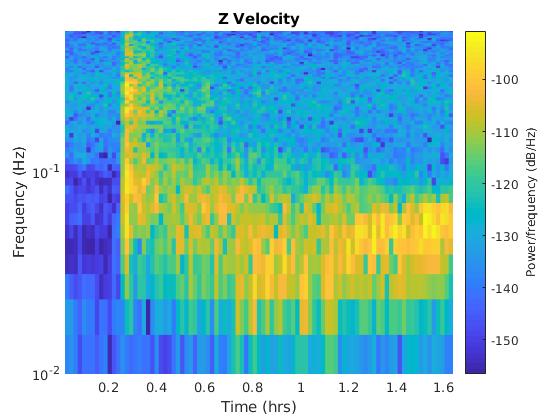 Z Velocity
Frequency (Hz)
10^-1
10^-2
0.2 0.4 0.6 0.8 1 1.2 1.4 1.6
Time (hrs)
-100
-110
-120
-130
-140
-150
Power/frequency (dB/Hz)